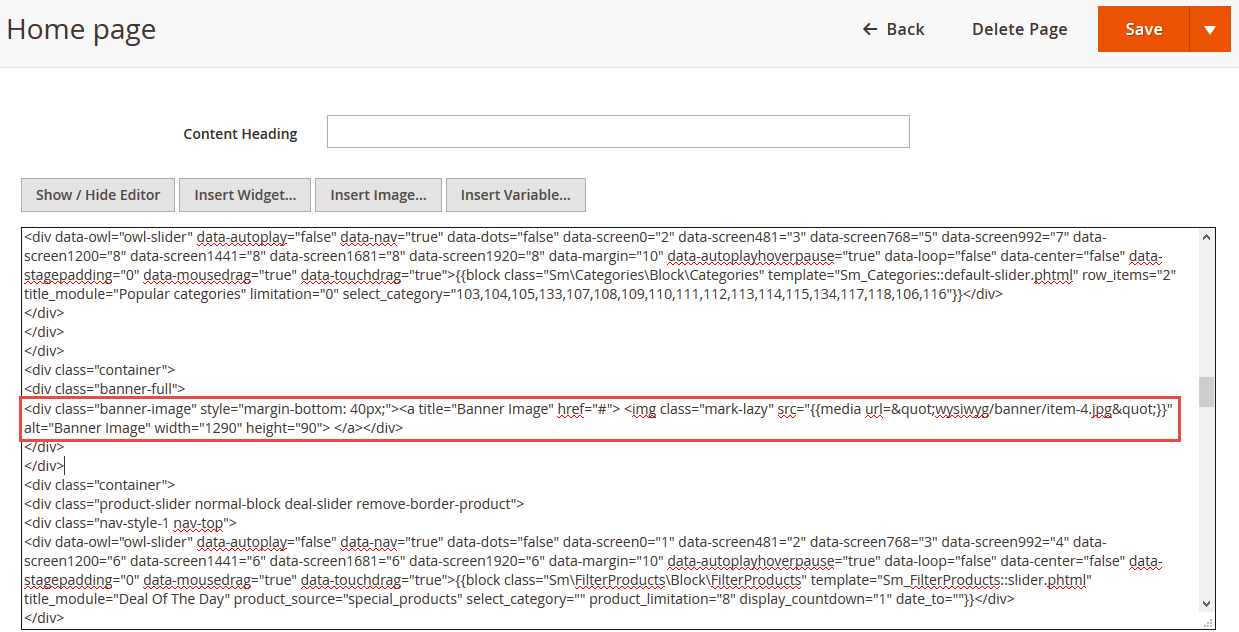 Home page
← Back
Delete Page
Save
Content Heading
Show / Hide Editor
Insert Widget...
Insert Image...
Insert Variable...
<div data-owl="owl-slider" data-autoplay="false" data-nav="true" data-dots="false" data-screen0="2" data-screen481="3" data-screen768="5" data-screen992="7" data-
screen1200="8" data-screen1441="8" data-screen1681="8" data-screen1920="8" data-margin="10" data-autoplayhoverpause="true" data-loop="false" data-center="false" data-
stagepadding="0" data-mousedrag="true" data-touchdrag="true">{{block class="Sm\Categories\Block\Categories" template="Sm_Categories::default-slider.phtml" row_items="2"
title_module="Popular categories" limitation="0" select_category="103,104,105,133,107,108,109,110,111,112,113,114,115,134,117,118,106,116"}}</div>
</div>
</div>
</div>
<div class="container">
<div class="banner-full">
<div class="banner-image" style="margin-bottom: 40px;"><a title="Banner Image" href="#"> <img class="mark-lazy" src="{{media url=&quot;wysiwyg/banner/item-4.jpg&quot;}}"
alt="Banner Image" width="1290" height="90"> </a></div>
</div>
</div>
<div class="container">
<div class="product-slider normal-block deal-slider remove-border-product">
<div class="nav-style-1 nav-top">
<div data-owl="owl-slider" data-autoplay="false" data-nav="true" data-dots="false" data-screen0="1" data-screen481="2" data-screen768="3" data-screen992="4" data-
screen1200="6" data-screen1441="6" data-screen1681="6" data-screen1920="6" data-margin="10" data-autoplayhoverpause="true" data-loop="false" data-center="false" data-
stagepadding="0" data-mousedrag="true" data-touchdrag="true">{{block class="Sm\FilterProducts\Block\FilterProducts" template="Sm_FilterProducts::slider.phtml"
title_module="Deal Of The Day" product_source="special_products" select_category="" product_limitation="8" display_countdown="1" date_to=""}}</div>
</div>